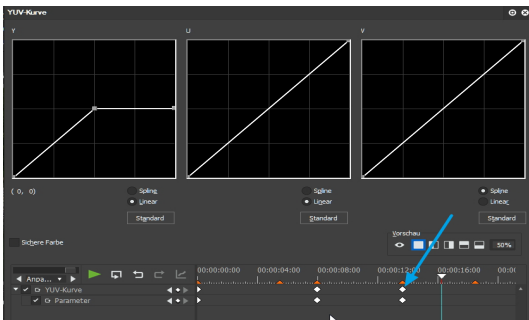 YUV-Kurve
Y U V
( 0, 0)
Spline Spline Spline
Linear Linear Linear
Standard Standard Standard
Sichere Farbe
Vorschau
50%
Anpa...
00:00:00:00 00:00:04:00 00:00:08:00 00:00:12:00 00:00:16:00 00:00
YUV-Kurve
Parameter